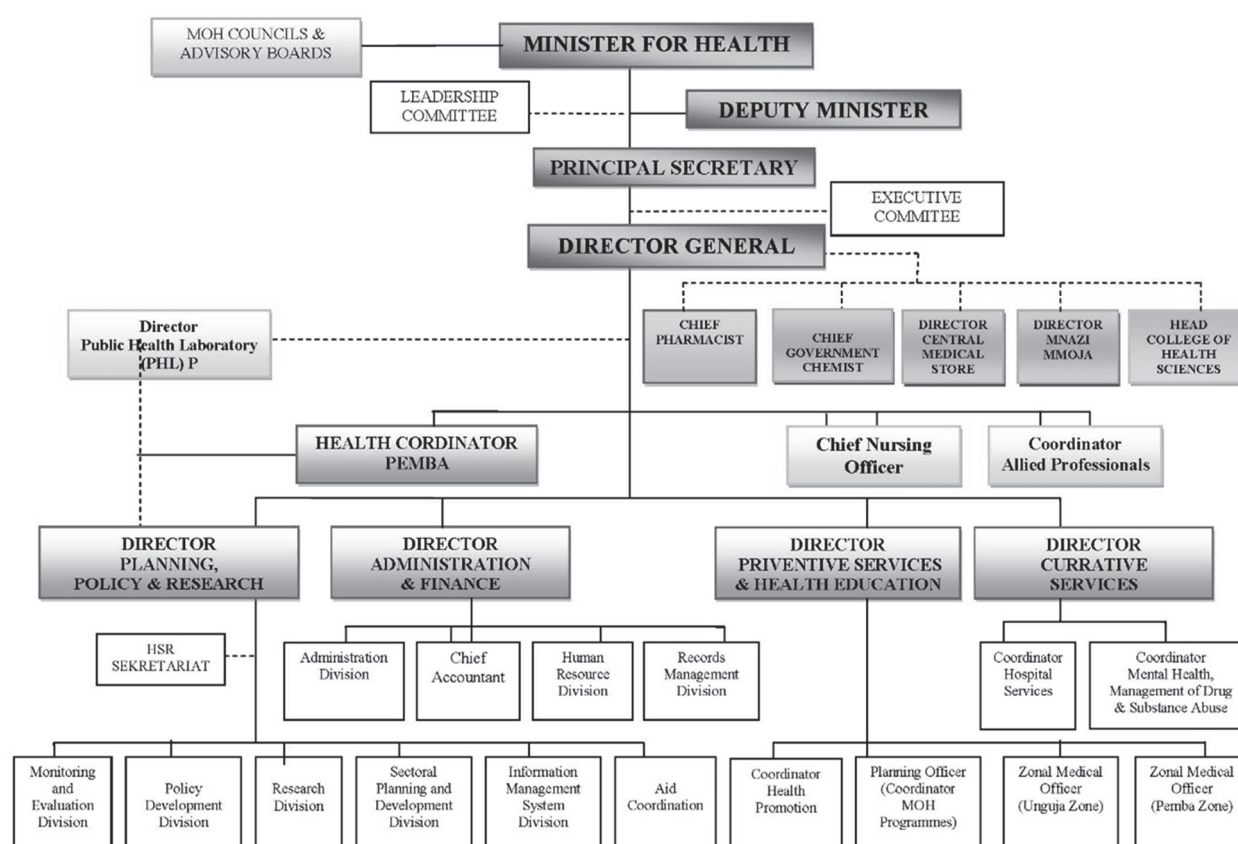 MOH COUNCILS &
ADVISORY BOARDS
MINISTER FOR HEALTH
LEADERSHIP
COMMITTEE
DEPUTY MINISTER
PRINCIPAL SECRETARY
EXECUTIVE
COMMITEE
DIRECTOR GENERAL
Director
Public Health Laboratory
(PHL) P
CHIEF
PHARMACIST
CHIEF
GOVERNMENT
CHEMIST
DIRECTOR
CENTRAL
MEDICAL
STORE
DIRECTOR
MNAZI
MMOJA
HEAD
COLLEGE OF
HEALTH
SCIENCES
HEALTH CORDINATOR
PEMBA
Chief Nursing
Officer
Coordinator
Allied Professionals
DIRECTOR
PLANNING,
POLICY & RESEARCH
DIRECTOR
ADMINISTRATION
& FINANCE
DIRECTOR
PRIVENTIVE SERVICES
& HEALTH EDUCATION
DIRECTOR
CURRATIVE
SERVICES
HSR
SEKRETARIAT
Administration
Division
Chief
Accountant
Human
Resource
Division
Records
Management
Division
Coordinator
Hospital
Services
Coordinator
Mental Health,
Management of Drug
& Substance Abuse
Monitoring
and
Evaluation
Division
Policy
Development
Division
Research
Division
Sectoral
Planning and
Development
Division
Information
Management
System
Division
Aid
Coordination
Coordinator
Health
Promotion
Planning Officer
(Coordinator
MOH
Programmes)
Zonal Medical
Officer
(Unguja Zone)
Zonal Medical
Officer
(Pemba Zone)